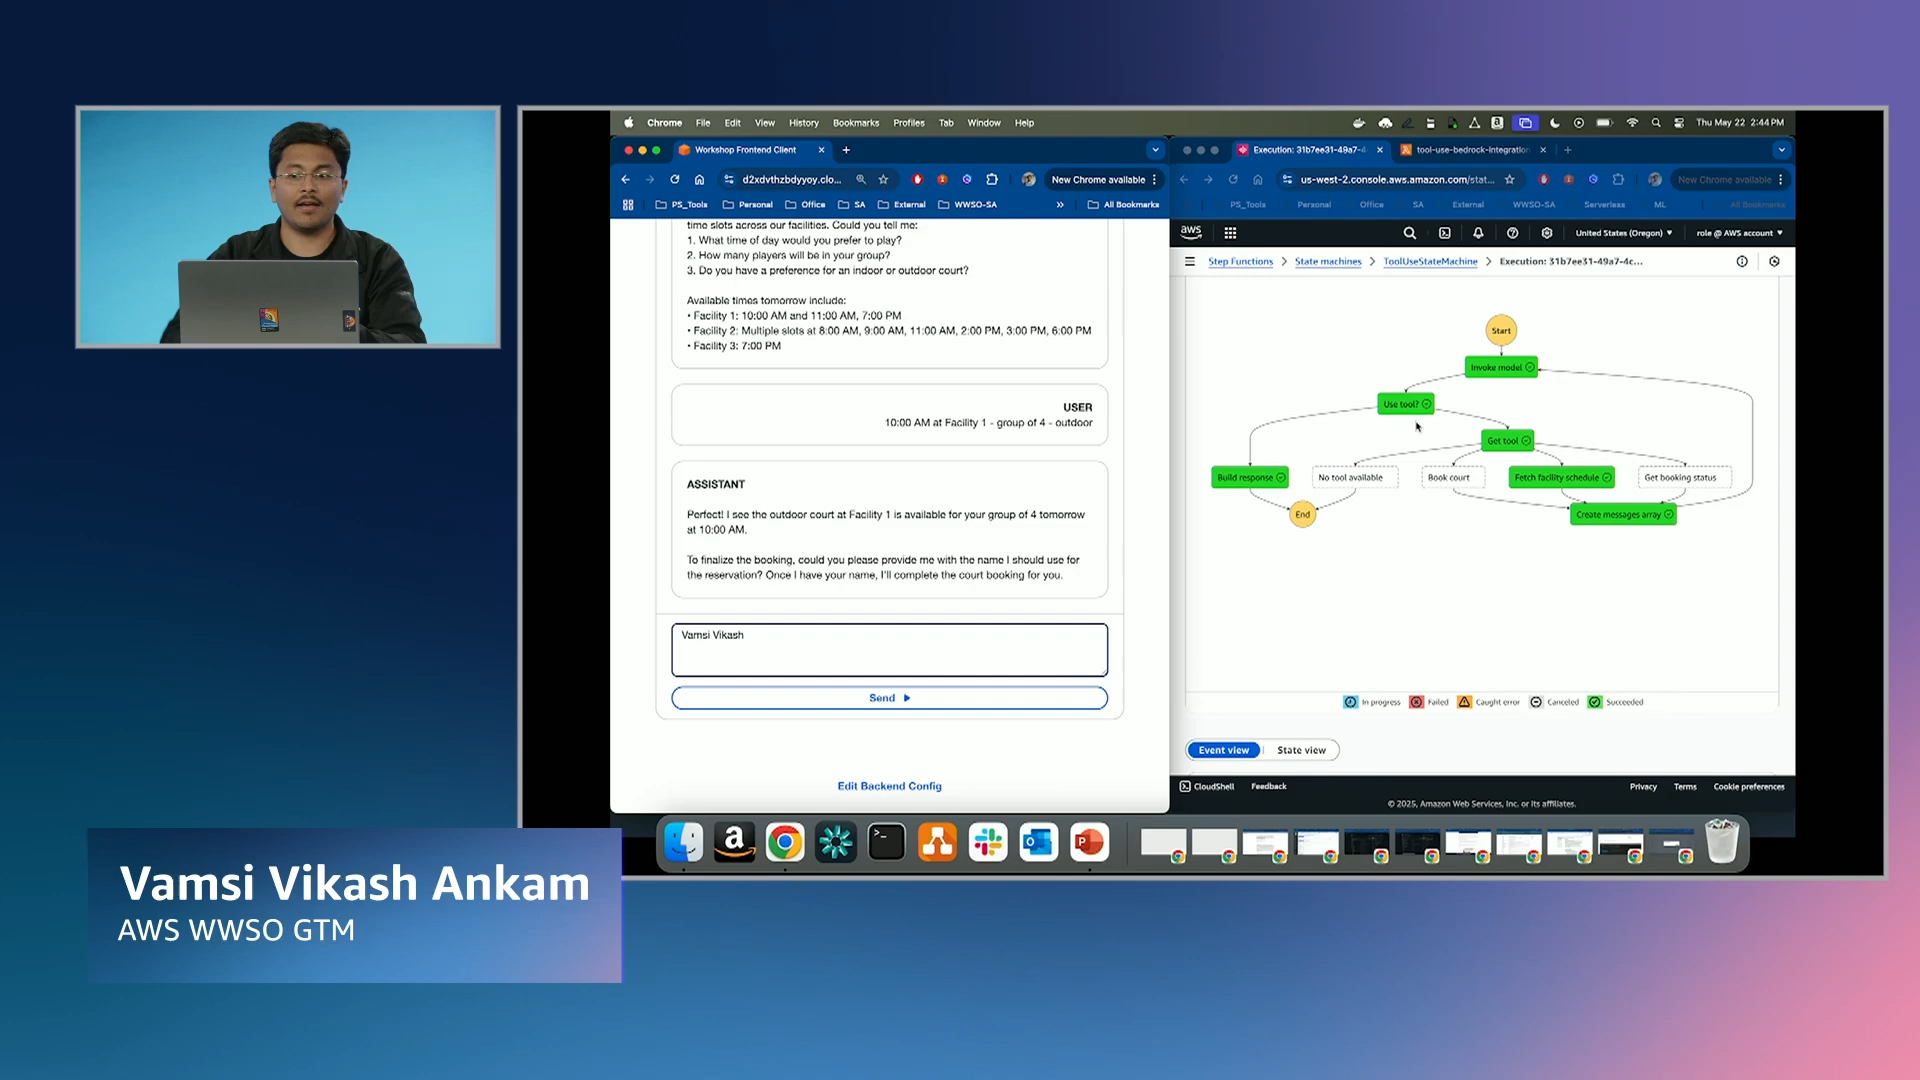 Chrome File Edit View History Bookmarks Profiles Tab Window Help
Thu May 22 2:44 PM
Workshop Frontend Client
d2xdvthzbdyyoy.clo...
New Chrome available
PS_Tools Personal Office SA External WWSO-SA » All Bookmarks
time slots across our facilities. Could you tell me:
1. What time of day would you prefer to play?
2. How many players will be in your group?
3. Do you have a preference for an indoor or outdoor court?
Available times tomorrow include:
• Facility 1: 10:00 AM and 11:00 AM, 7:00 PM
• Facility 2: Multiple slots at 8:00 AM, 9:00 AM, 11:00 AM, 2:00 PM, 3:00 PM, 6:00 PM
• Facility 3: 7:00 PM
USER
10:00 AM at Facility 1 - group of 4 - outdoor
ASSISTANT
Perfect! I see the outdoor court at Facility 1 is available for your group of 4 tomorrow
at 10:00 AM.
To finalize the booking, could you please provide me with the name I should use for
the reservation? Once I have your name, I'll complete the court booking for you.
Vamsi Vikash
Send
Edit Backend Config
Execution: 31b7ee31-49a7-4
tool-use-bedrock-integration
us-west-2.console.aws.amazon.com/stat...
New Chrome available
PS_Tools Personal Office SA External WWSO-SA Serverless ML All Bookmarks
aws
United States (Oregon)
role @ AWS account
Step Functions > State machines > ToolUseStateMachine > Execution: 31b7ee31-49a7-4c...
Start
Invoke model
Use tool?
Get tool
Build response
No tool available
Book court
Fetch facility schedule
Get booking status
End
Create messages array
In progress Failed Caught error Canceled Succeeded
Event view
State view
CloudShell Feedback
Privacy Terms Cookie preferences
© 2025, Amazon Web Services, Inc. or its affiliates.
Vamsi Vikash Ankam
AWS WWSO GTM